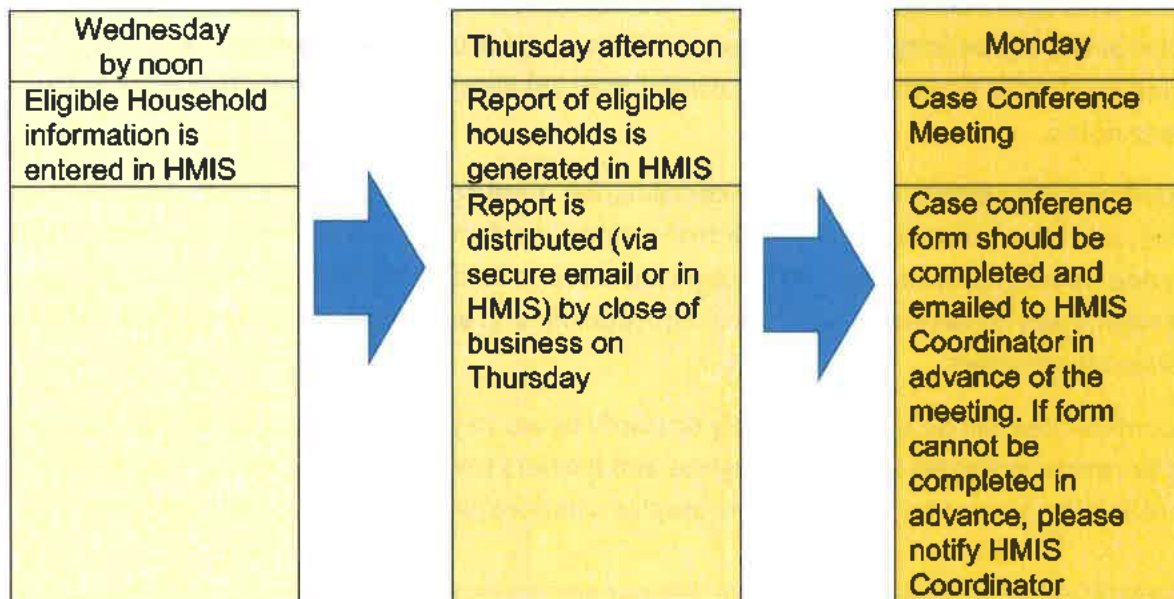 Wednesday
by noon
Eligible Household
information is
entered in HMIS
Thursday afternoon
Report of eligible
households is
generated in HMIS
Report is
distributed (via
secure email or in
HMIS) by close of
business on
Thursday
Monday
Case Conference
Meeting
Case conference
form should be
completed and
emailed to HMIS
Coordinator in
advance of the
meeting. If form
cannot be
completed in
advance, please
notify HMIS
Coordinator